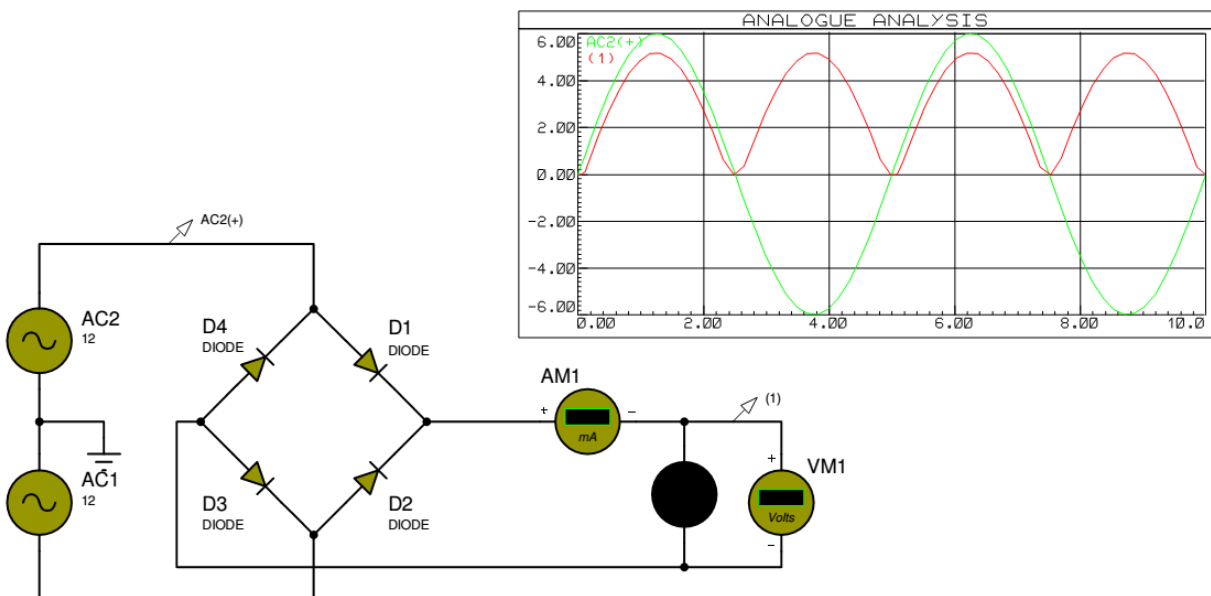 ANALOGUE ANALYSIS
6.00
AC2(+)
(1)
4.00
2.00
0.00
-2.00
-4.00
-6.00
0.00 2.00 4.00 6.00 8.00 10.0
AC2(+)
AC2
12
D4
DIODE
D1
DIODE
AM1
+ -
mA
(1)
AC1
12
D3
DIODE
D2
DIODE
+
VM1
Volts
-